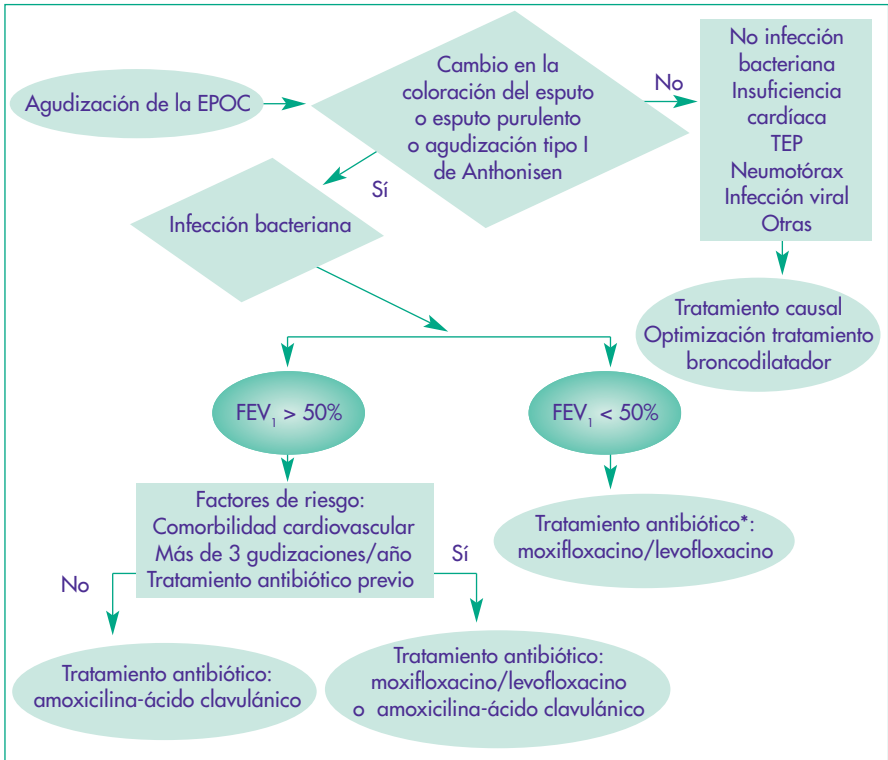 Agudización de la EPOC
Cambio en la
coloración del esputo
o esputo purulento
o agudización tipo I
de Anthonisen
No
No infección
bacteriana
Insuficiencia
cardíaca
TEP
Neumotórax
Infección viral
Otras
Sí
Infección bacteriana
Tratamiento causal
Optimización tratamiento
broncodilatador
FEV1 > 50%
FEV1 < 50%
Factores de riesgo:
Comorbilidad cardiovascular
Más de 3 gudizaciones/año
Tratamiento antibiótico previo
Tratamiento antibiótico*:
moxifloxacino/levofloxacino
No
Sí
Tratamiento antibiótico:
amoxicilina-ácido clavulánico
Tratamiento antibiótico:
moxifloxacino/levofloxacino
o amoxicilina-ácido clavulánico